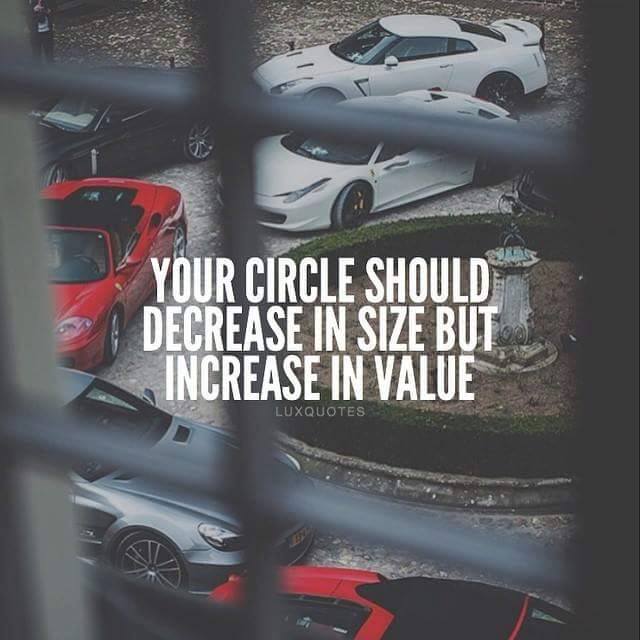 YOUR CIRCLE SHOULD
DECREASE IN SIZE BUT
INCREASE IN VALUE
LUXQUOTES